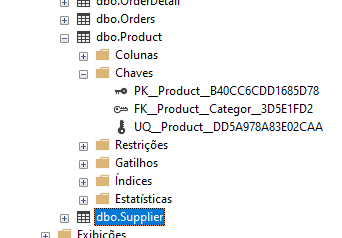 dbo.OrderDetail
dbo.Orders
dbo.Product
Colunas
Chaves
PK__Product__B40CC6CDD1685D78
FK__Product__Categor__3D5E1FD2
UQ__Product__DD5A978A83E02CAA
Restrições
Gatilhos
Índices
Estatísticas
dbo.Supplier
Exibições